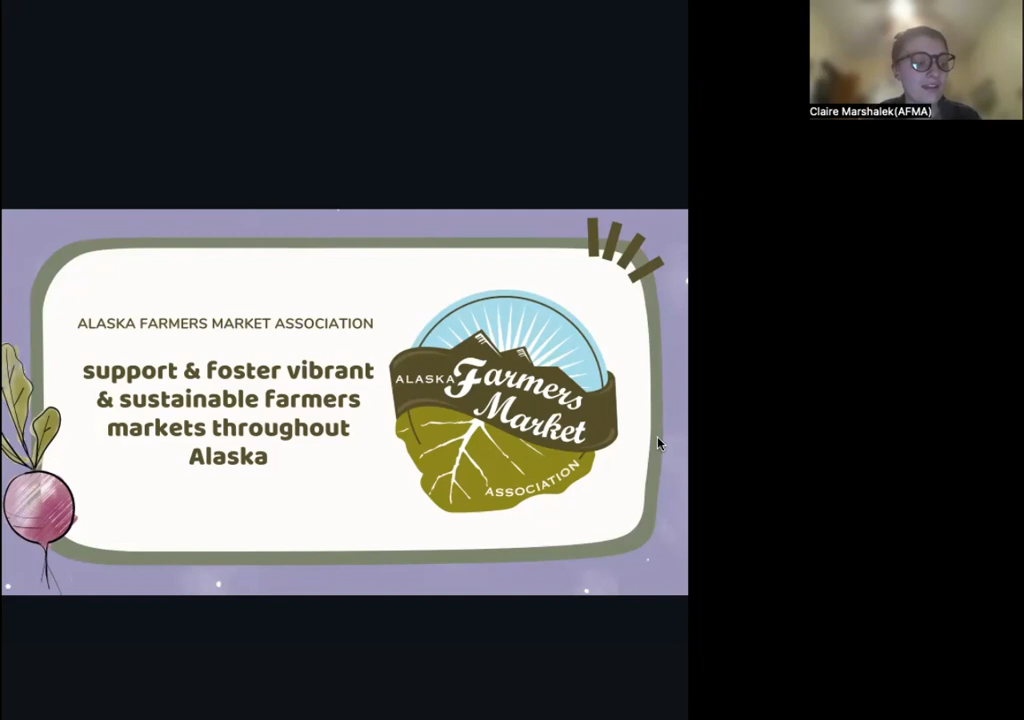 Claire Marshalek(AFMA)
ALASKA FARMERS MARKET ASSOCIATION
support & foster vibrant
& sustainable farmers
markets throughout
Alaska
ALASKA
Farmers
Market
ASSOCIATION